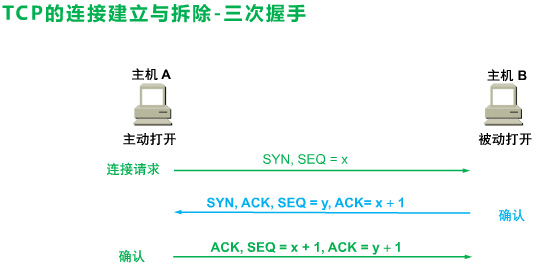 TCP的连接建立与拆除-三次握手
主机 A
主机 B
主动打开
被动打开
SYN, SEQ = x
连接请求
SYN, ACK, SEQ = y, ACK= x + 1
确认
ACK, SEQ = x + 1, ACK = y + 1
确认